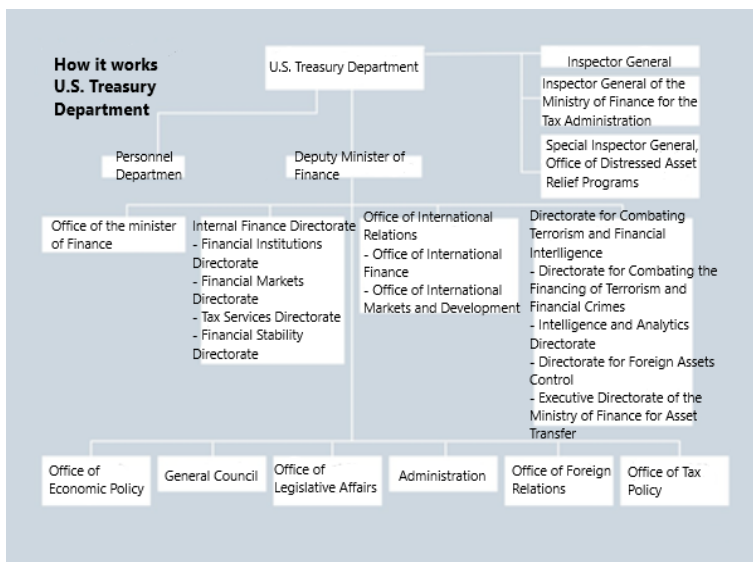 How it works
U.S. Treasury
Department
U.S. Treasury Department
Inspector General
Inspector General of the
Ministry of Finance for the
Tax Administration
Special Inspector General,
Office of Distressed Asset
Relief Programs
Personnel
Departmen
Deputy Minister of
Finance
Office of the minister
of Finance
Internal Finance Directorate
- Financial Institutions
Directorate
- Financial Markets
Directorate
- Tax Services Directorate
- Financial Stability
Directorate
Office of International
Relations
- Office of International
Finance
- Office of International
Markets and Development
Directorate for Combating
Terrorism and Financial
Interlligence
- Directorate for Combating the
Financing of Terrorism and
Financial Crimes
- Intelligence and Analytics
Directorate
- Directorate for Foreign Assets
Control
- Executive Directorate of the
Ministry of Finance for Asset
Transfer
Office of
Economic Policy
General Council
Office of
Legislative Affairs
Administration
Office of Foreign
Relations
Office of Tax
Policy